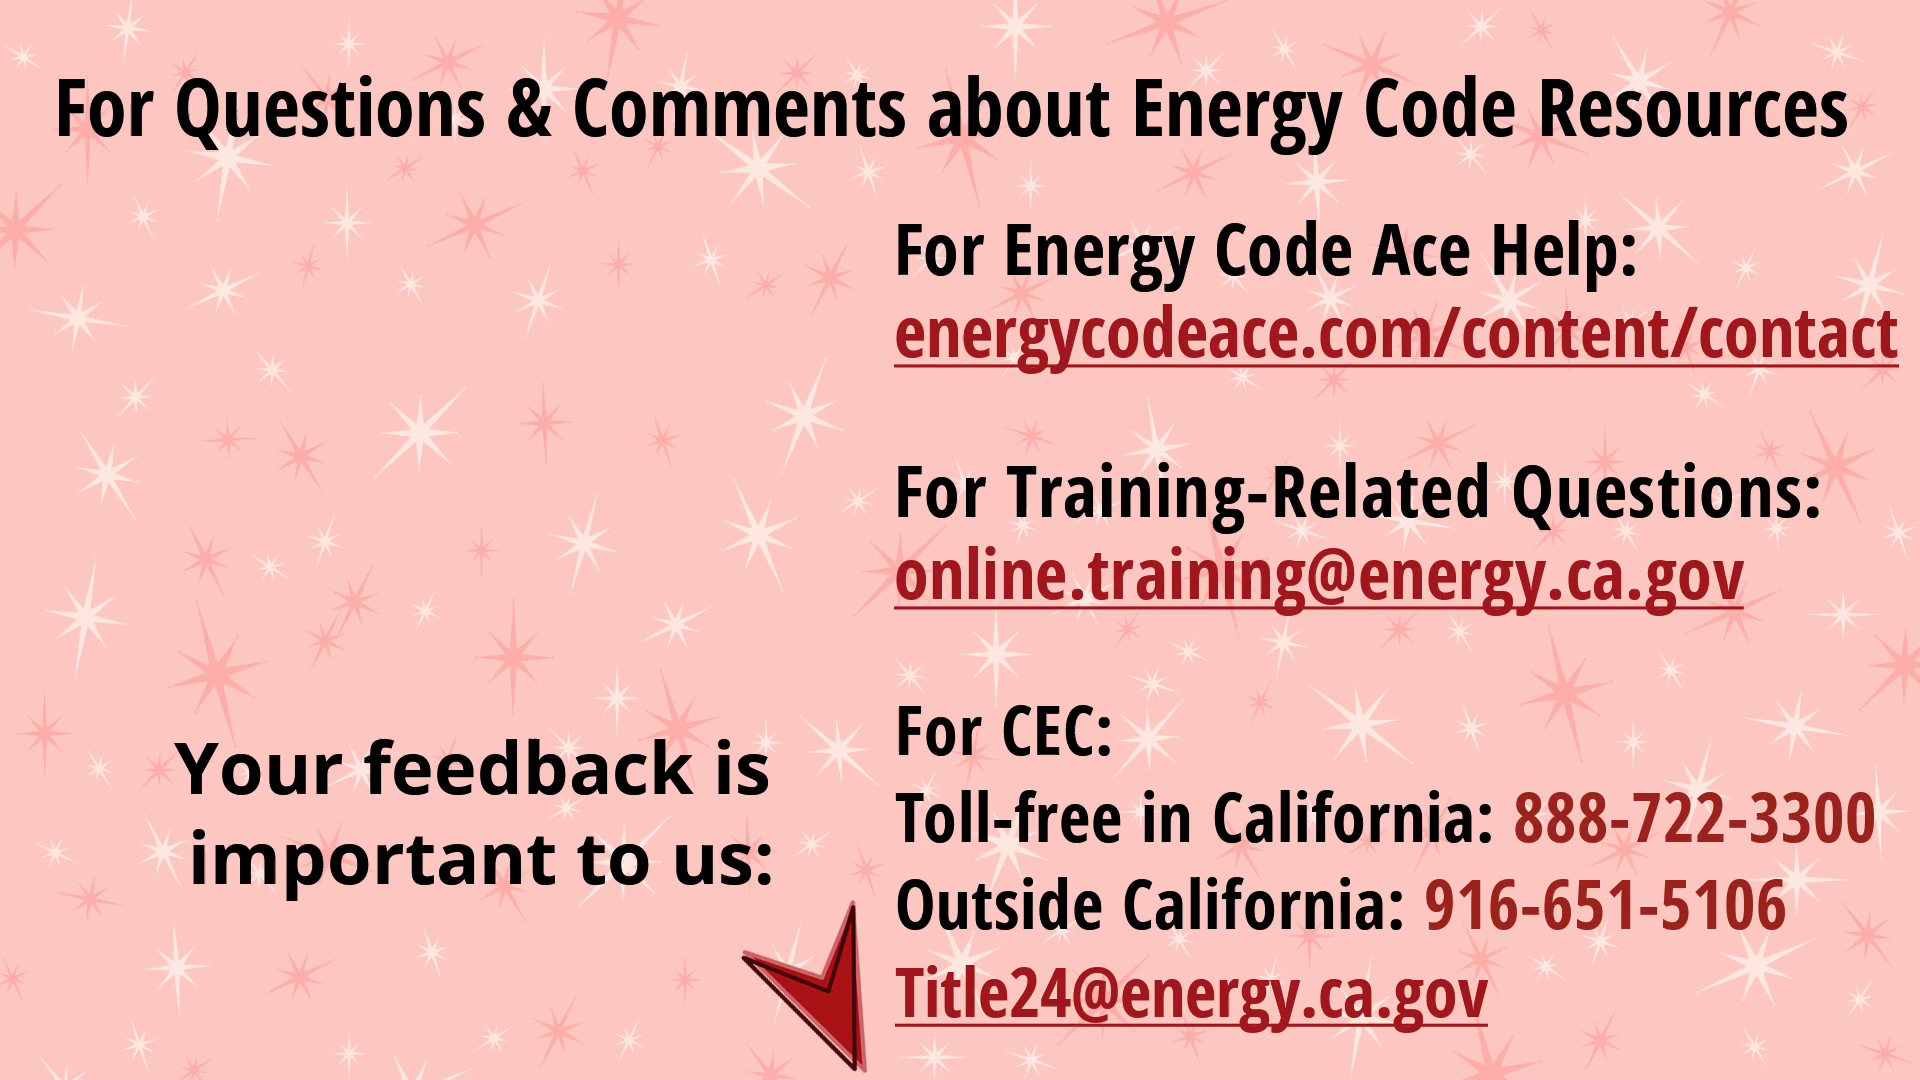 For Questions & Comments about Energy Code Resources
For Energy Code Ace Help:
energycodeace.com/content/contact
For Training-Related Questions:
online.training@energy.ca.gov
For CEC:
Toll-free in California: 888-722-3300
Outside California: 916-651-5106
Title24@energy.ca.gov
Your feedback is
important to us: